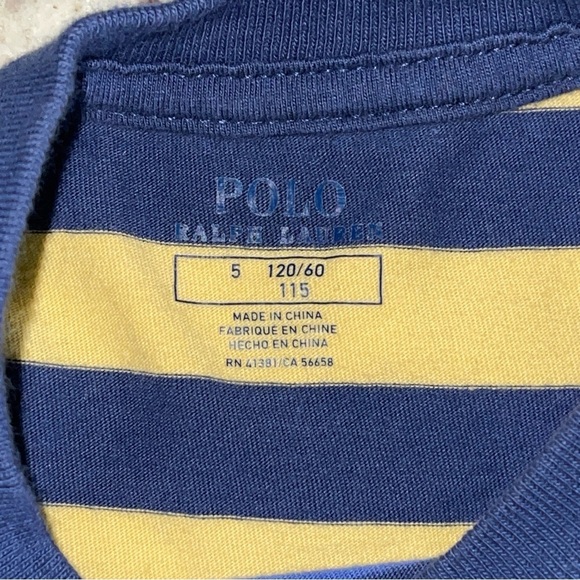 POLO
RALPH LAUREN
5 120/60
115
MADE IN CHINA
FABRIQUE EN CHINE
HECHO EN CHINA
RN 41381/CA 56658